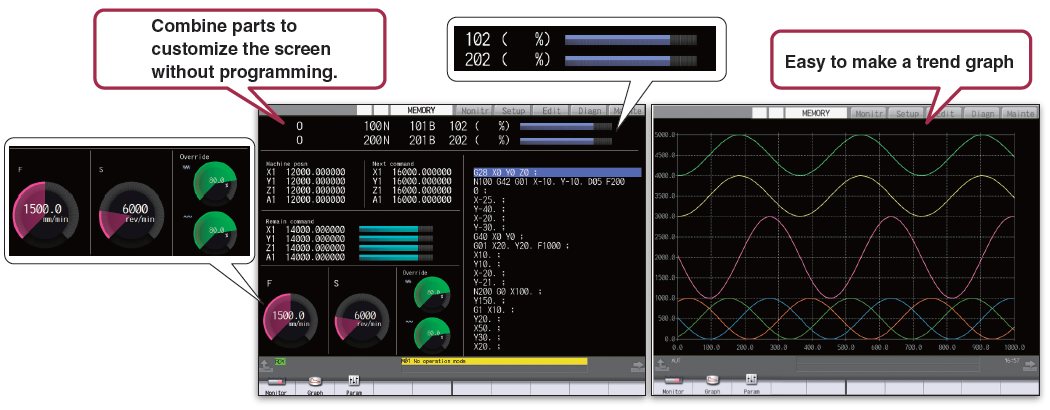 Combine parts to
customize the screen
without programming.
102 ( %)
202 ( %)
Easy to make a trend graph
F
S
Override
1500.0
mm/min
6000
rev/min
80.0
%
80.0
%
MEMORY Monitr Setup Edit Diagn Mainte
O 100N 101B 102 ( %)
O 200N 201B 202 ( %)
Machine posn Next command
X1 12000.000000 X1 16000.000000
Y1 12000.000000 Y1 16000.000000
Z1 12000.000000 Z1 16000.000000
A1 12000.000000 A1 16000.000000
Remain command
X1 14000.000000
Y1 14000.000000
Z1 14000.000000
A1 14000.000000
F
S
Override
1500.0
mm/min
6000
rev/min
80.0
%
80.0
%
G28 X0 Y0 Z0 ;
N100 G42 G01 X-10. Y-10. D05 F200
0 ;
X-25. ;
Y-40. ;
X-20. ;
Y-30. ;
G40 X0 Y0 ;
G01 X20. Y20. F1000 ;
X10. ;
Y10. ;
X-20. ;
Y-21. ;
N200 G0 X100. ;
Y150. ;
G1 X10. ;
Y20. ;
X50. ;
Y30. ;
X20. ;
M01 No operation mode
Monitor Graph Param
MEMORY Monitr Setup Edit Diagn Mainte
5000.0
4500.0
4000.0
3500.0
3000.0
2500.0
2000.0
1500.0
1000.0
500.0
0.0
0.0 100.0 200.0 300.0 400.0 500.0 600.0 700.0 800.0 900.0 1000.0
16:57
Monitor Graph Param